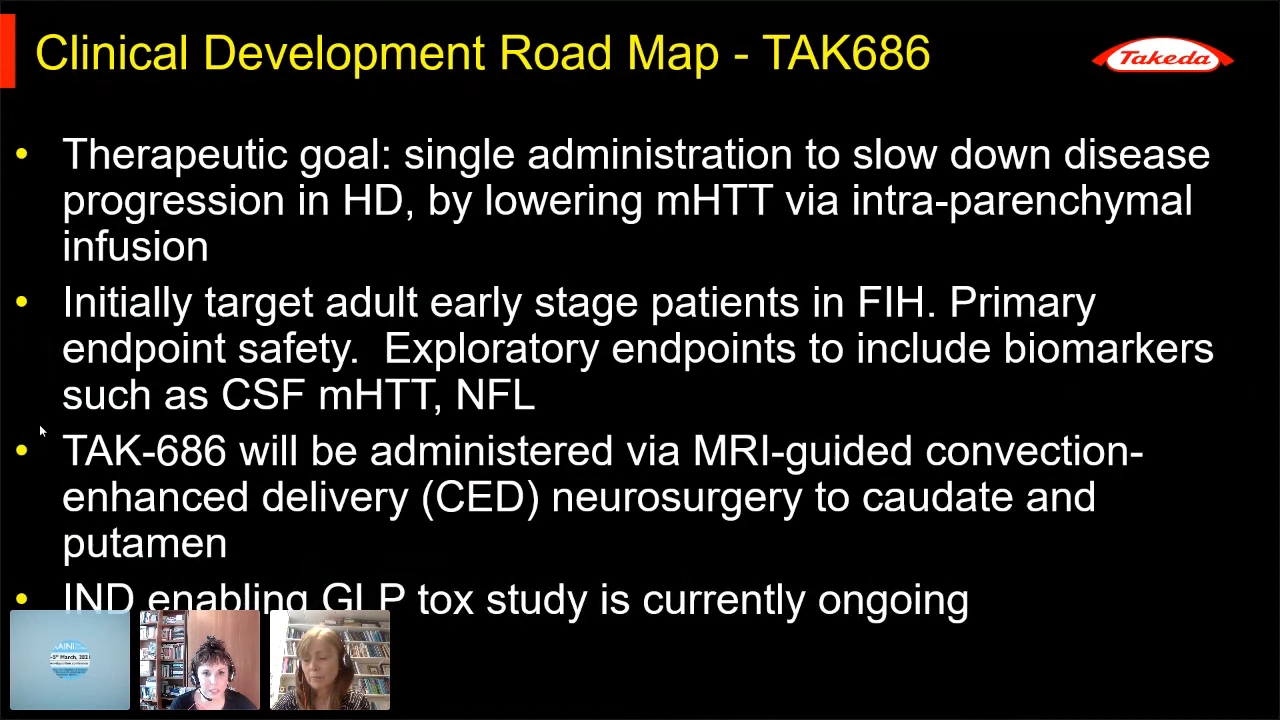 Clinical Development Road Map - TAK686
Takeda
• Therapeutic goal: single administration to slow down disease
progression in HD, by lowering mHTT via intra-parenchymal
infusion
• Initially target adult early stage patients in FIH. Primary
endpoint safety.  Exploratory endpoints to include biomarkers
such as CSF mHTT, NFL
• TAK-686 will be administered via MRI-guided convection-
enhanced delivery (CED) neurosurgery to caudate and
putamen
• IND enabling GLP tox study is currently ongoing